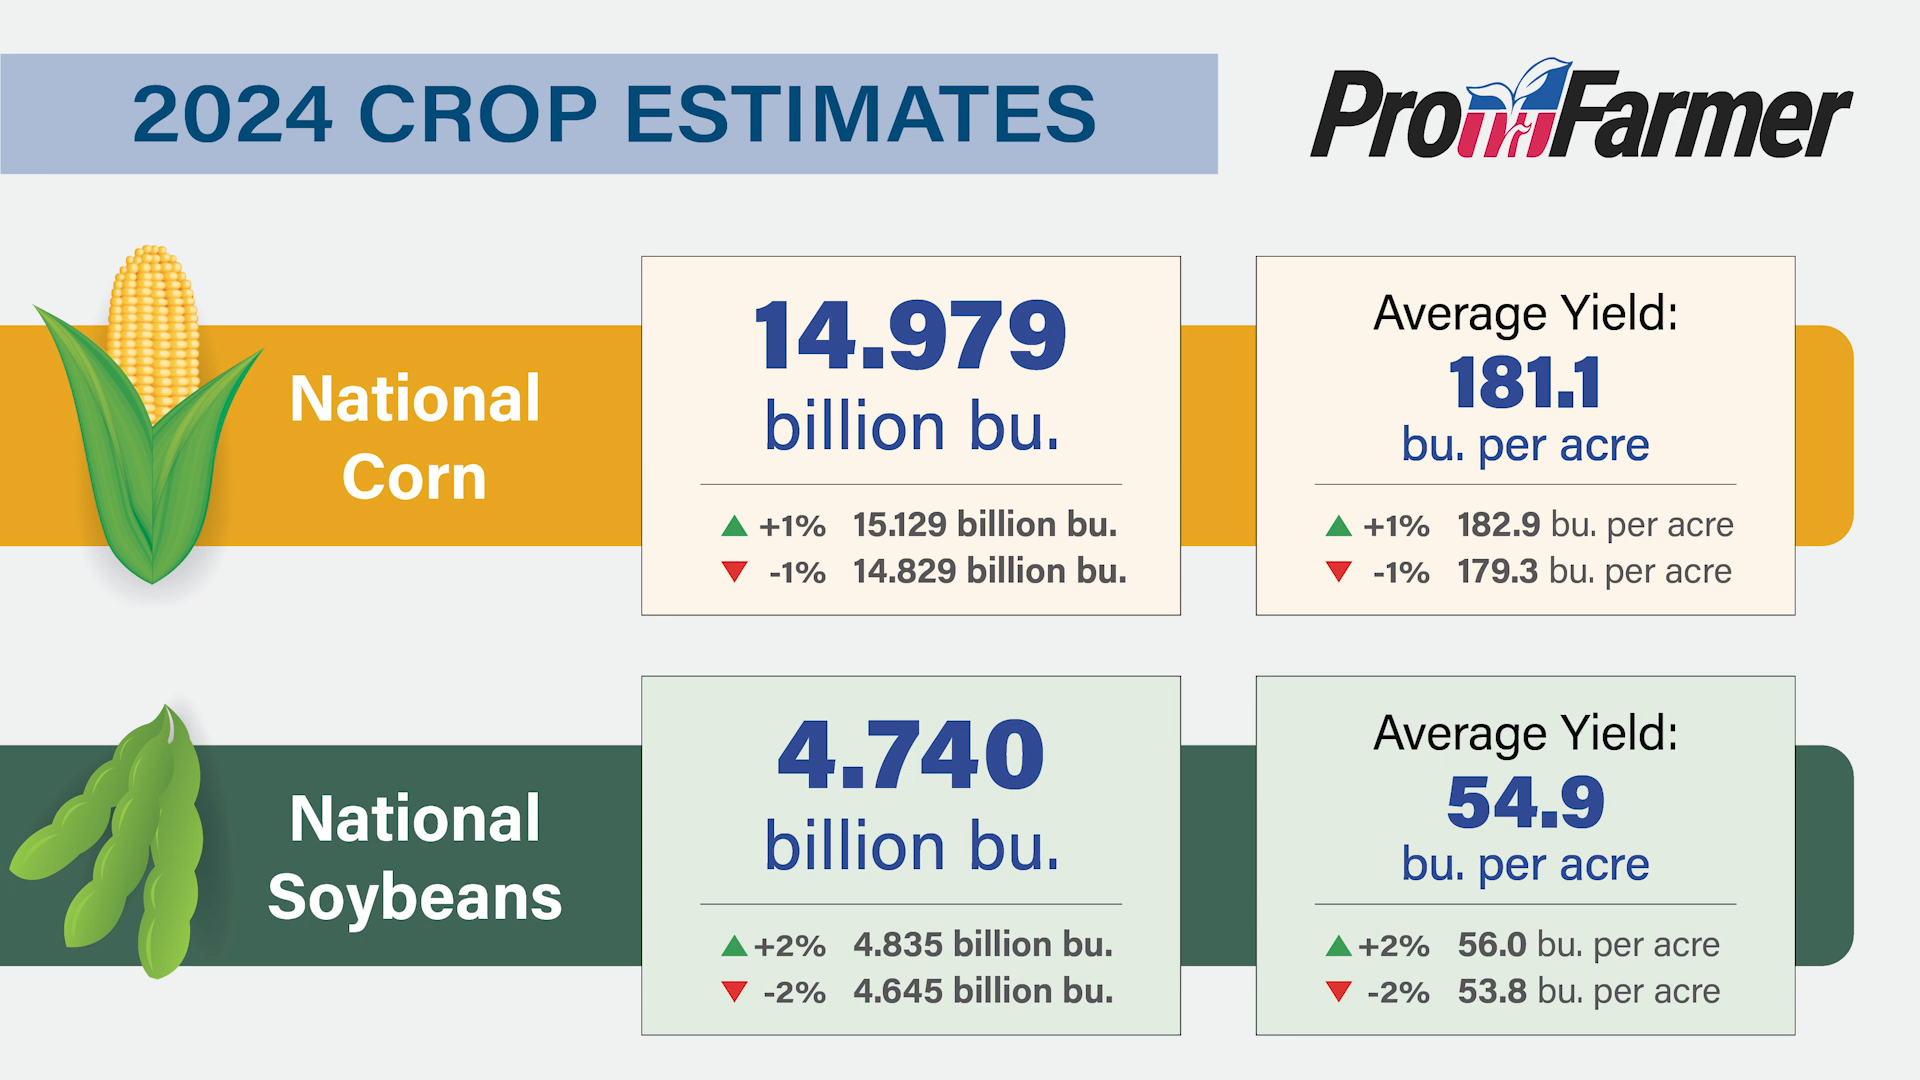 2024 CROP ESTIMATES
ProFarmer
National
Corn
14.979
billion bu.
▲ +1% 15.129 billion bu.
▼ -1% 14.829 billion bu.
Average Yield:
181.1
bu. per acre
▲ +1% 182.9 bu. per acre
▼ -1% 179.3 bu. per acre
National
Soybeans
4.740
billion bu.
▲ +2% 4.835 billion bu.
▼ -2% 4.645 billion bu.
Average Yield:
54.9
bu. per acre
▲ +2% 56.0 bu. per acre
▼ -2% 53.8 bu. per acre